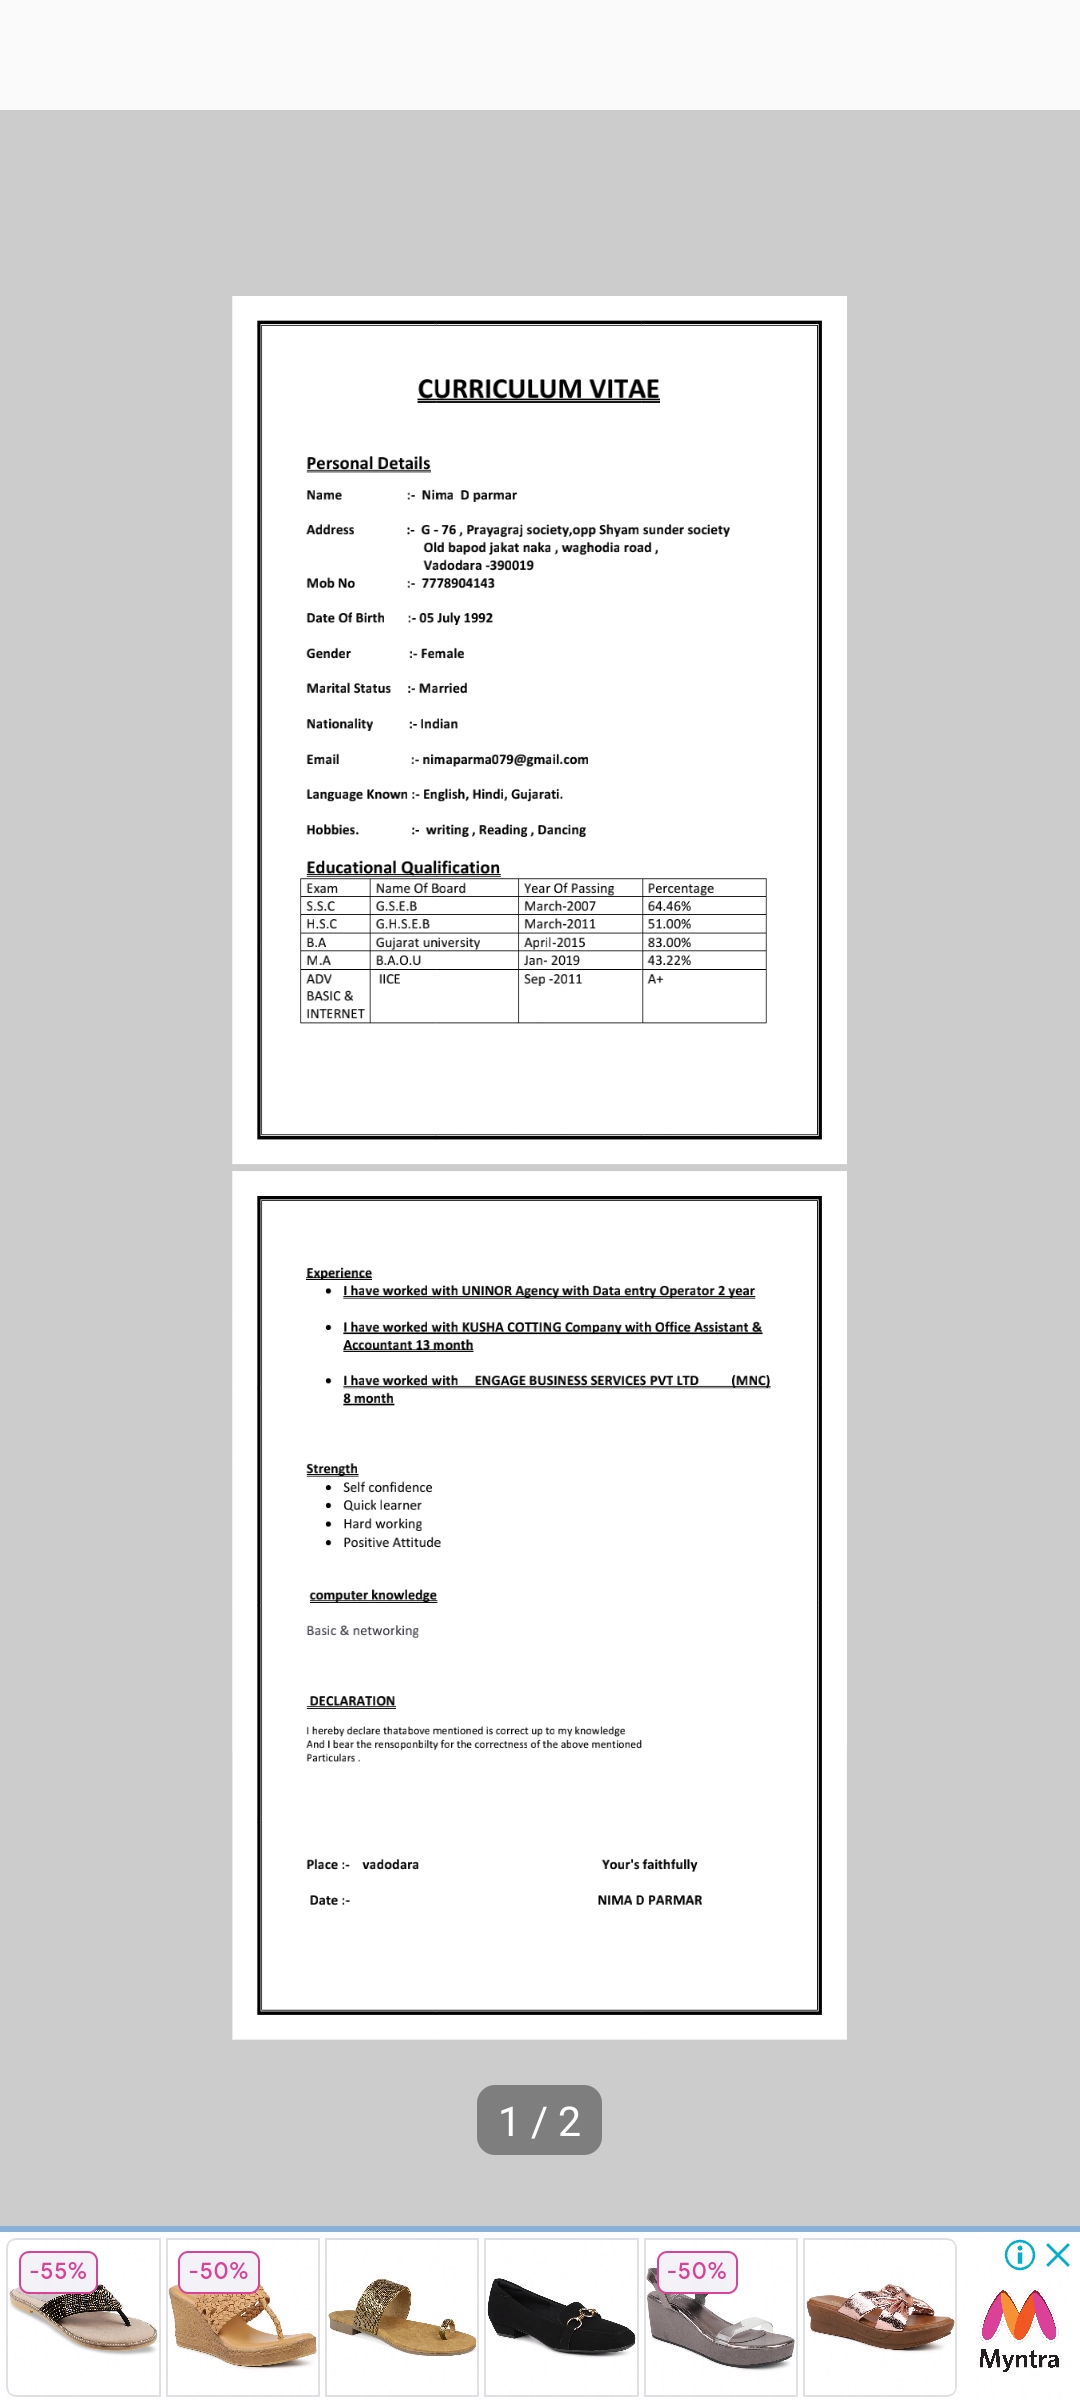 CURRICULUM VITAE
Personal Details
Name :- Nima D parmar
Address :- G - 76 , Prayagraj society,opp Shyam sunder society
Old bapod jakat naka , waghodia road ,
Vadodara -390019
Mob No :- 7778904143
Date Of Birth :- 05 July 1992
Gender :- Female
Marital Status :- Married
Nationality :- Indian
Email :- nimaparma079@gmail.com
Language Known :- English, Hindi, Gujarati.
Hobbies. :- writing , Reading , Dancing
Educational Qualification
Exam Name Of Board Year Of Passing Percentage
S.S.C G.S.E.B March-2007 64.46%
H.S.C G.H.S.E.B March-2011 51.00%
B.A Gujarat university April-2015 83.00%
M.A B.A.O.U Jan- 2019 43.22%
ADV IICE Sep -2011 A+
BASIC &
INTERNET
Experience
• I have worked with UNINOR Agency with Data entry Operator 2 year
• I have worked with KUSHA COTTING Company with Office Assistant &
Accountant 13 month
• I have worked with ENGAGE BUSINESS SERVICES PVT LTD (MNC)
8 month
Strength
• Self confidence
• Quick learner
• Hard working
• Positive Attitude
computer knowledge
Basic & networking
DECLARATION
I hereby declare thatabove mentioned is correct up to my knowledge
And I bear the rensoponbilty for the correctness of the above mentioned
Particulars .
Place :- vadodara Your's faithfully
Date :- NIMA D PARMAR
1 / 2
-55% -50% -50%
Myntra